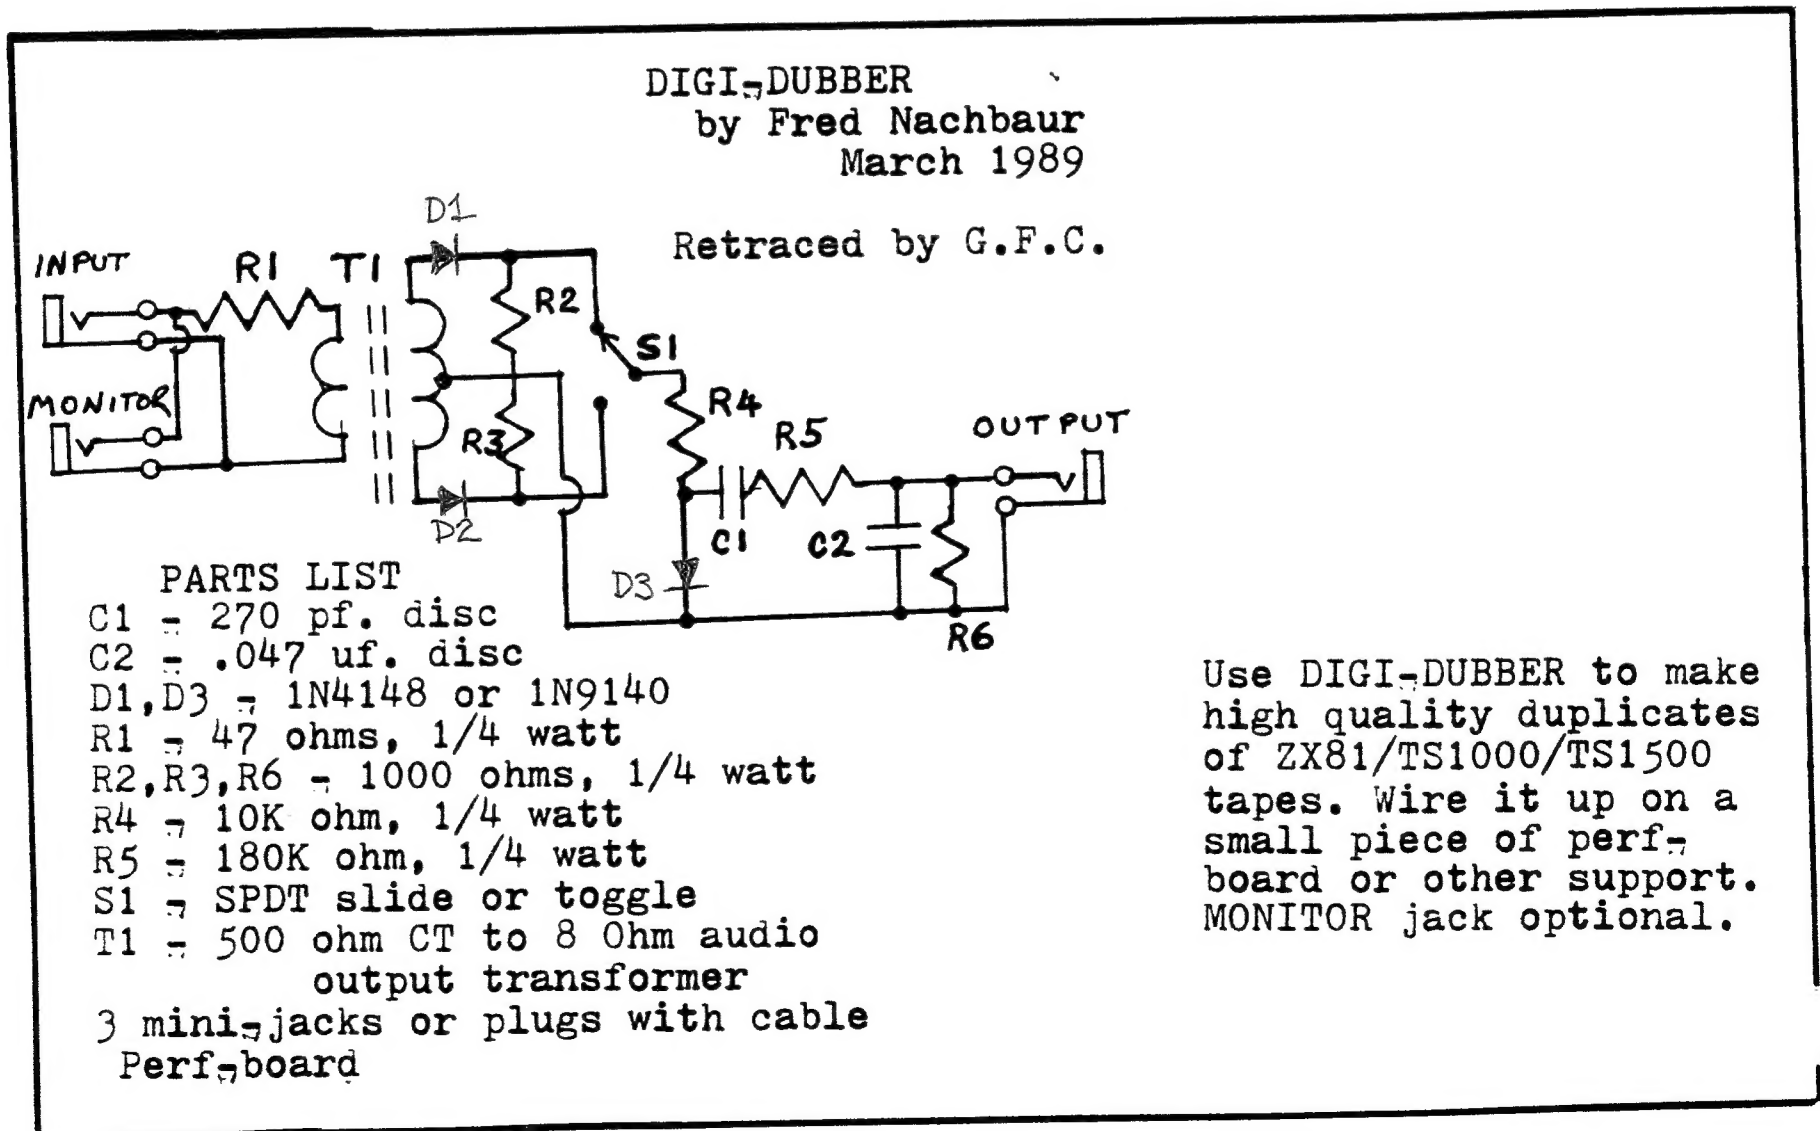 DIGI-DUBBER
by Fred Nachbaur
March 1989
Retraced by G.F.C.
D1
INPUT
R1
T1
R2
S1
MONITOR
R3
R4
R5
OUTPUT
D2
C1
C2
D3
R6
PARTS LIST
C1 - 270 pf. disc
C2 - .047 uf. disc
D1,D3 - 1N4148 or 1N9140
R1 - 47 ohms, 1/4 watt
R2,R3,R6 - 1000 ohms, 1/4 watt
R4 - 10K ohm, 1/4 watt
R5 - 180K ohm, 1/4 watt
S1 - SPDT slide or toggle
T1 - 500 ohm CT to 8 Ohm audio
output transformer
3 mini-jacks or plugs with cable
Perf-board
Use DIGI-DUBBER to make
high quality duplicates
of ZX81/TS1000/TS1500
tapes. Wire it up on a
small piece of perf-
board or other support.
MONITOR jack optional.